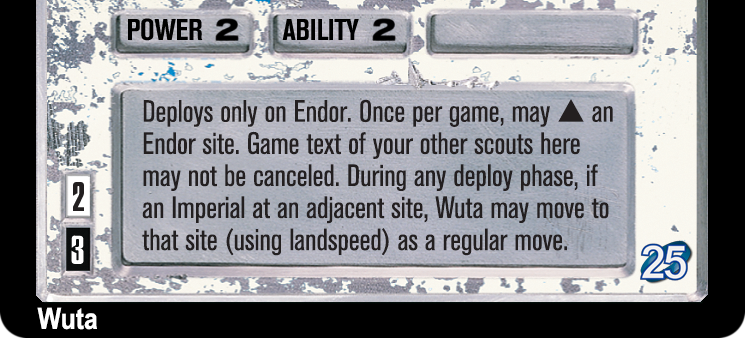 POWER 2 ABILITY 2
Deploys only on Endor. Once per game, may ▲ an
Endor site. Game text of your other scouts here
may not be canceled. During any deploy phase, if
an Imperial at an adjacent site, Wuta may move to
that site (using landspeed) as a regular move.
2
3
25
Wuta